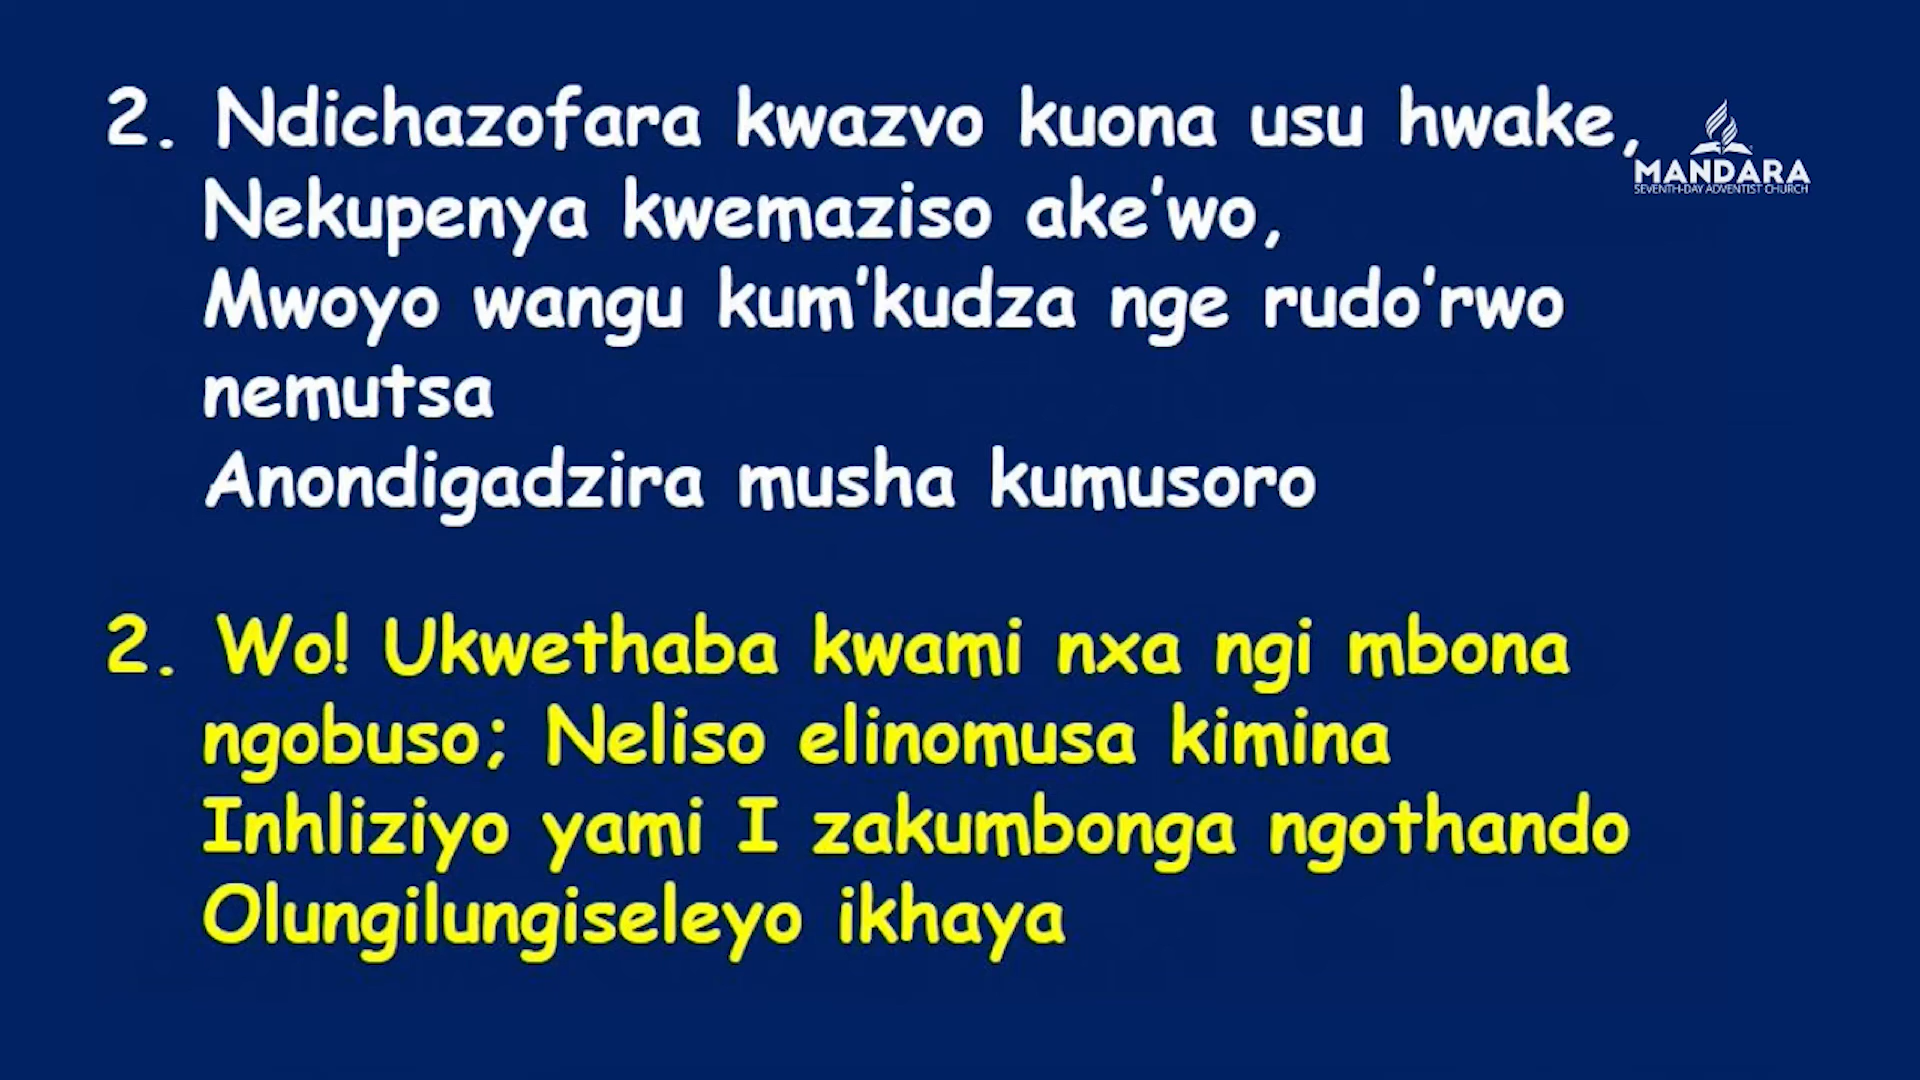 2. Ndichazofara kwazvo kuona usu hwake,
Nekupenya kwemaziso ake'wo,
Mwoyo wangu kum'kudza nge rudo'rwo
nemutsa
Anondigadzira musha kumusoro
2. Wo! Ukwethaba kwami nxa ngi mbona
ngobuso; Neliso elinomusa kimina
Inhliziyo yami I zakumbonga ngothando
Olungilungiseleyo ikhaya
MANDARA
SEVENTH-DAY ADVENTIST CHURCH